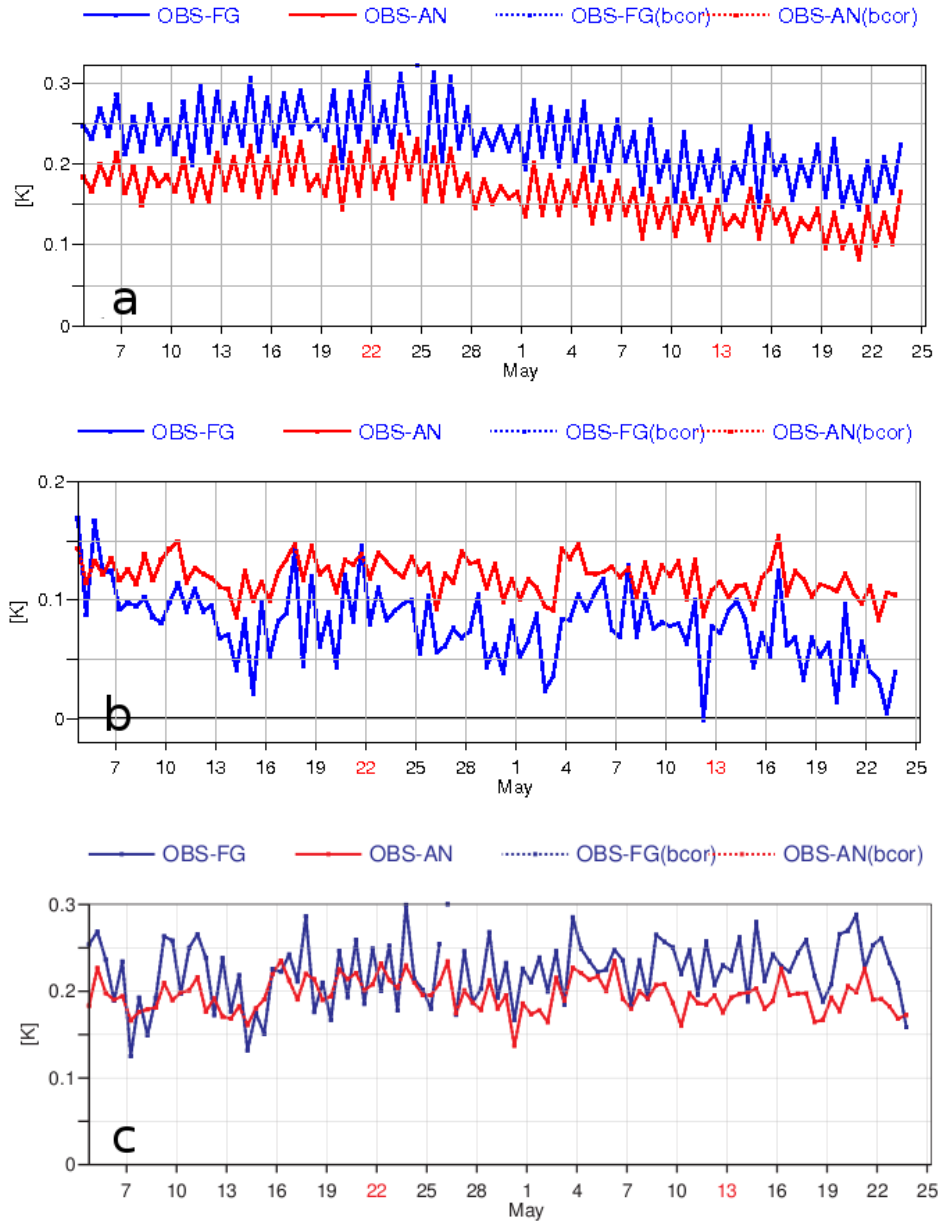 OBS-FG OBS-AN OBS-FG(bcor) OBS-AN(bcor)
0.3
0.2
[K]
0.1
a
0
7 10 13 16 19 22 25 28 1 4 7 10 13 16 19 22 25
May
OBS-FG OBS-AN OBS-FG(bcor) OBS-AN(bcor)
0.2
[K]
0.1
b
0
7 10 13 16 19 22 25 28 1 4 7 10 13 16 19 22 25
May
OBS-FG OBS-AN OBS-FG(bcor) OBS-AN(bcor)
0.3
0.2
[K]
0.1
c
0
7 10 13 16 19 22 25 28 1 4 7 10 13 16 19 22 25
May